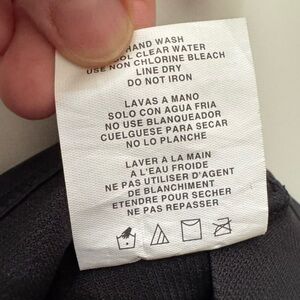 HAND WASH
COOL CLEAR WATER
USE NON CHLORINE BLEACH
LINE DRY
DO NOT IRON
LAVAS A MANO
SOLO CON AGUA FRIA
NO USE BLANQUEADOR
CUELGUESE PARA SECAR
NO LO PLANCHE
LAVER À LA MAIN
A L'EAU FROIDE
NE PAS UTILISER D'AGENT
DE BLANCHIMENT
ETENDRE POUR SECHER
NE PAS REPASSER